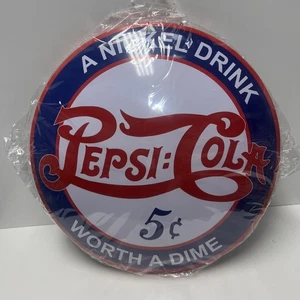 A NICKEL DRINK
PEPSI:COLA
5¢
WORTH A DIME